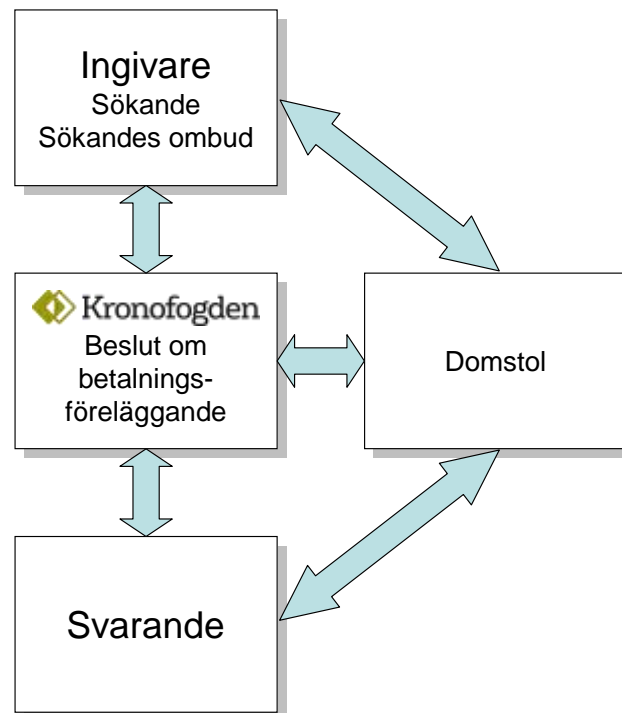 Ingivare
Sökande
Sökandes ombud
Kronofogden
Beslut om
betalnings-
föreläggande
Domstol
Svarande